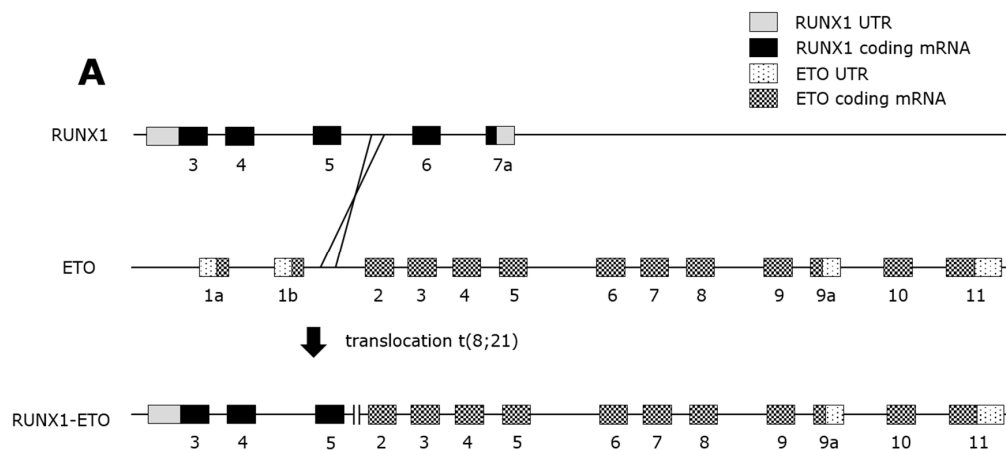 RUNX1 UTR
RUNX1 coding mRNA
ETO UTR
ETO coding mRNA
A
RUNX1
3 4 5 6 7a
ETO
1a 1b 2 3 4 5 6 7 8 9 9a 10 11
translocation t(8;21)
RUNX1-ETO
3 4 5 2 3 4 5 6 7 8 9 9a 10 11